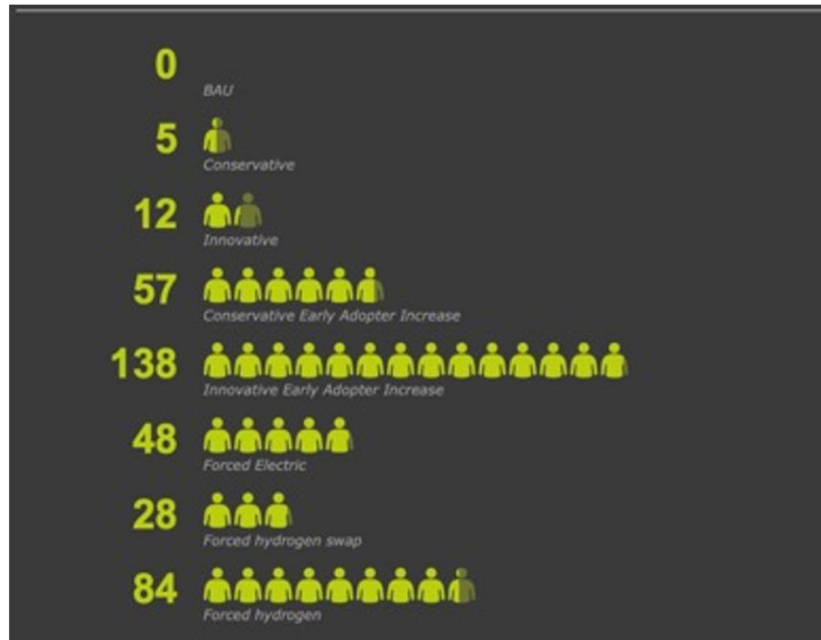 0
BAU
5
Conservative
12
Innovative
57
Conservative Early Adopter Increase
138
Innovative Early Adopter Increase
48
Forced Electric
28
Forced hydrogen swap
84
Forced hydrogen